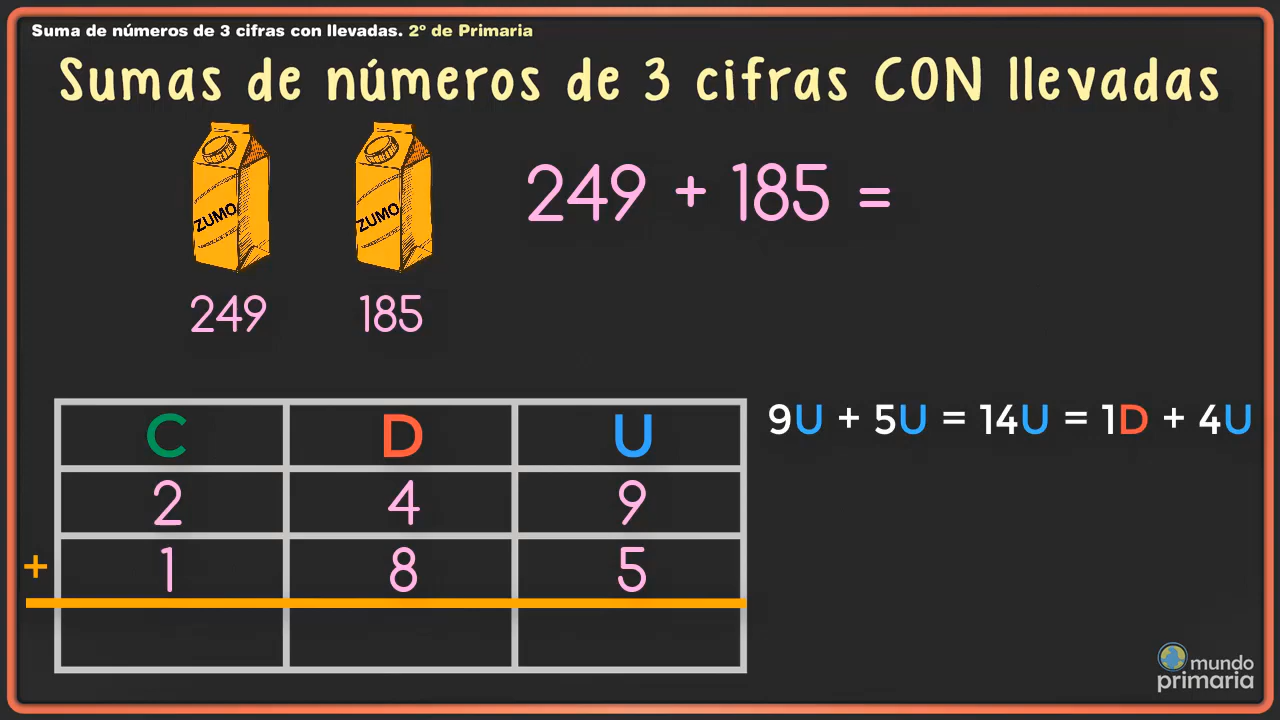 Suma de números de 3 cifras con llevadas. 2º de Primaria
Sumas de números de 3 cifras CON llevadas
ZUMO ZUMO
249 + 185 =
249 185
C D U
9U + 5U = 14U = 1D + 4U
2 4 9
+ 1 8 5
mundo
primaria